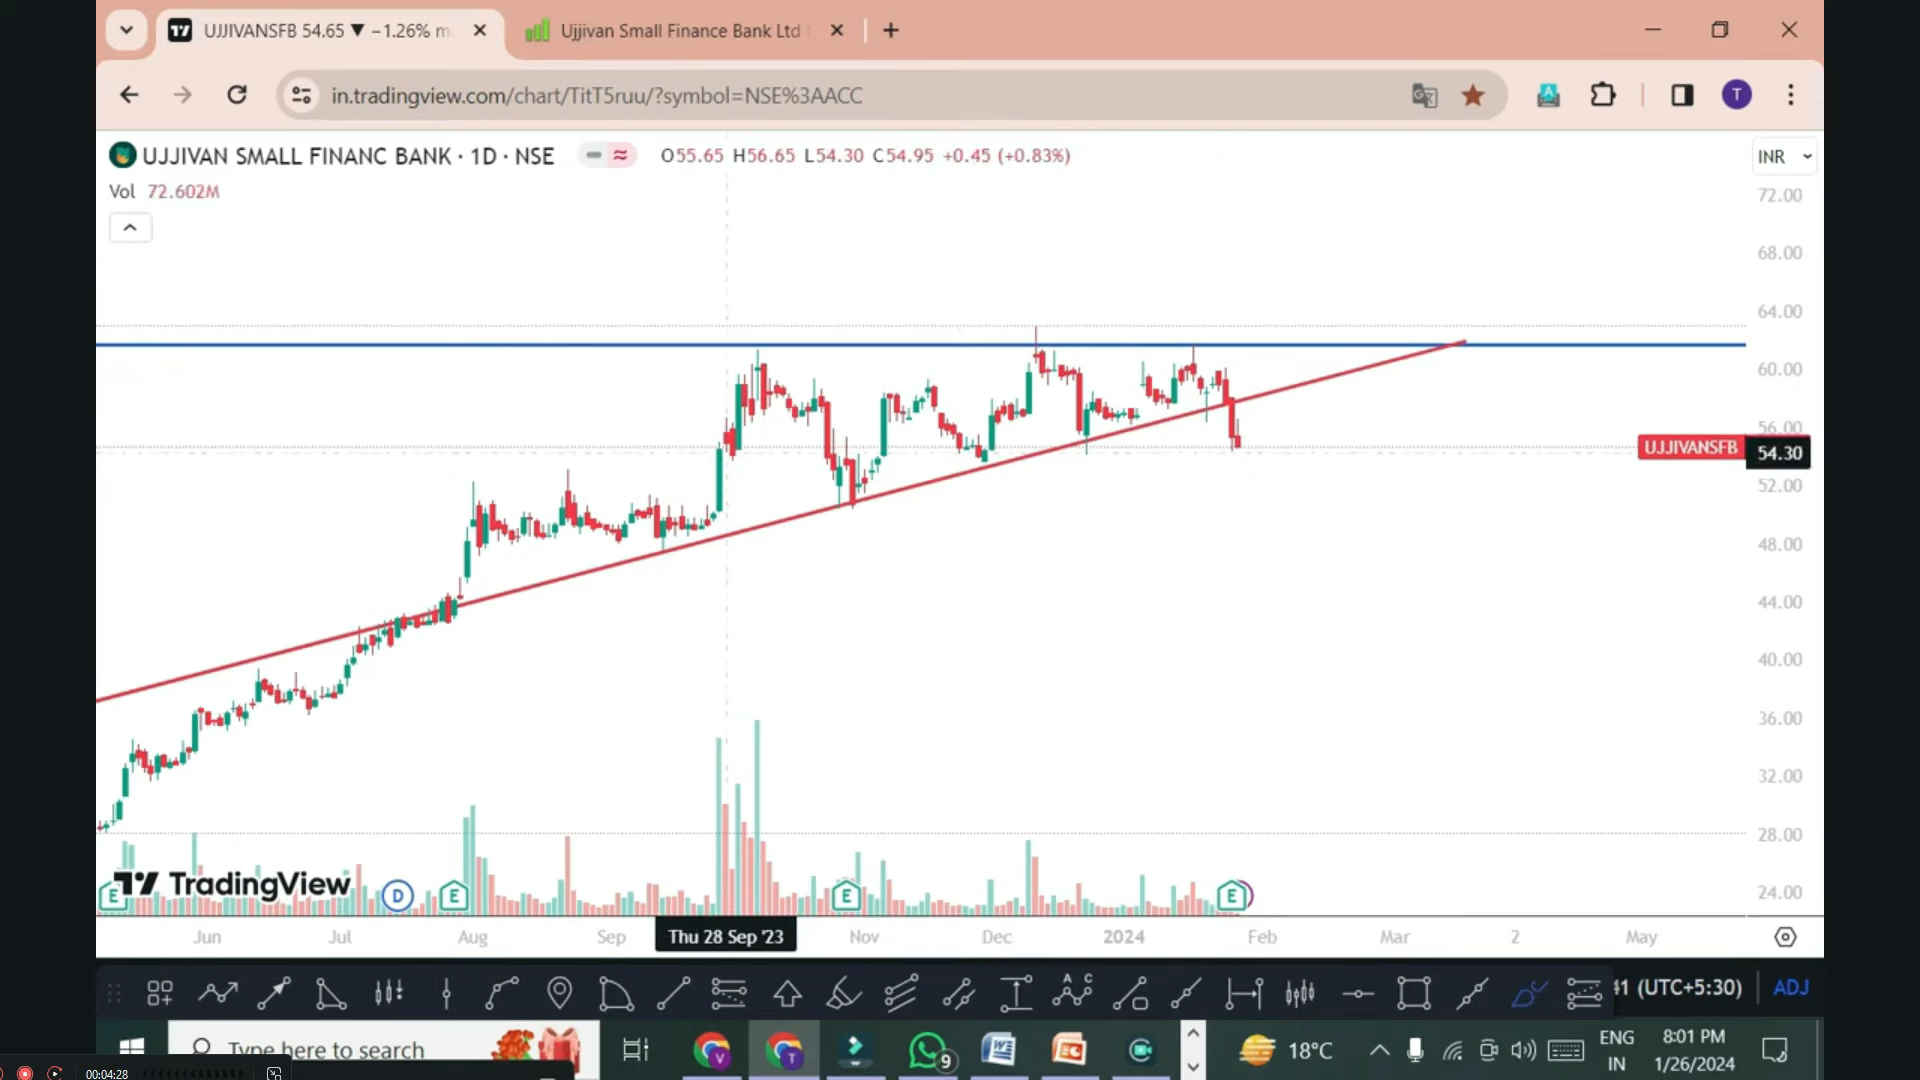 UJJIVANSFB 54.65 ▼ −1.26%
Ujjivan Small Finance Bank Ltd
in.tradingview.com/chart/TitT5ruu/?symbol=NSE%3AACC
T
UJJIVAN SMALL FINANC BANK · 1D · NSE O55.65 H56.65 L54.30 C54.95 +0.45 (+0.83%)
INR
Vol 72.602M
72.00
68.00
64.00
60.00
56.00
UJJIVANSFB 54.30
52.00
48.00
44.00
40.00
36.00
32.00
28.00
24.00
TradingView
E D E E E
Jun Jul Aug Sep Thu 28 Sep '23 Nov Dec 2024 Feb Mar 2 May
41 (UTC+5:30) ADJ
Type here to search
V T 9
18°C
ENG
IN
8:01 PM
1/26/2024
00:04:28